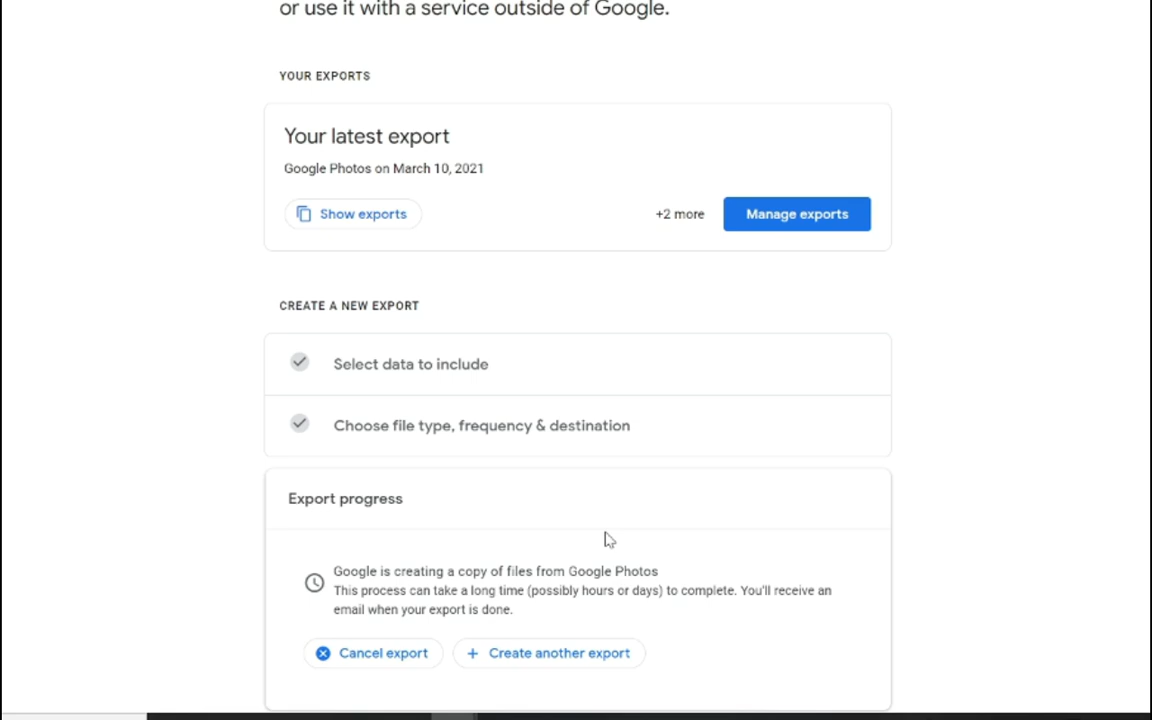 or use it with a service outside of Google.
YOUR EXPORTS
Your latest export
Google Photos on March 10, 2021
Show exports
+2 more
Manage exports
CREATE A NEW EXPORT
Select data to include
Choose file type, frequency & destination
Export progress
Google is creating a copy of files from Google Photos
This process can take a long time (possibly hours or days) to complete. You'll receive an
email when your export is done.
Cancel export
Create another export